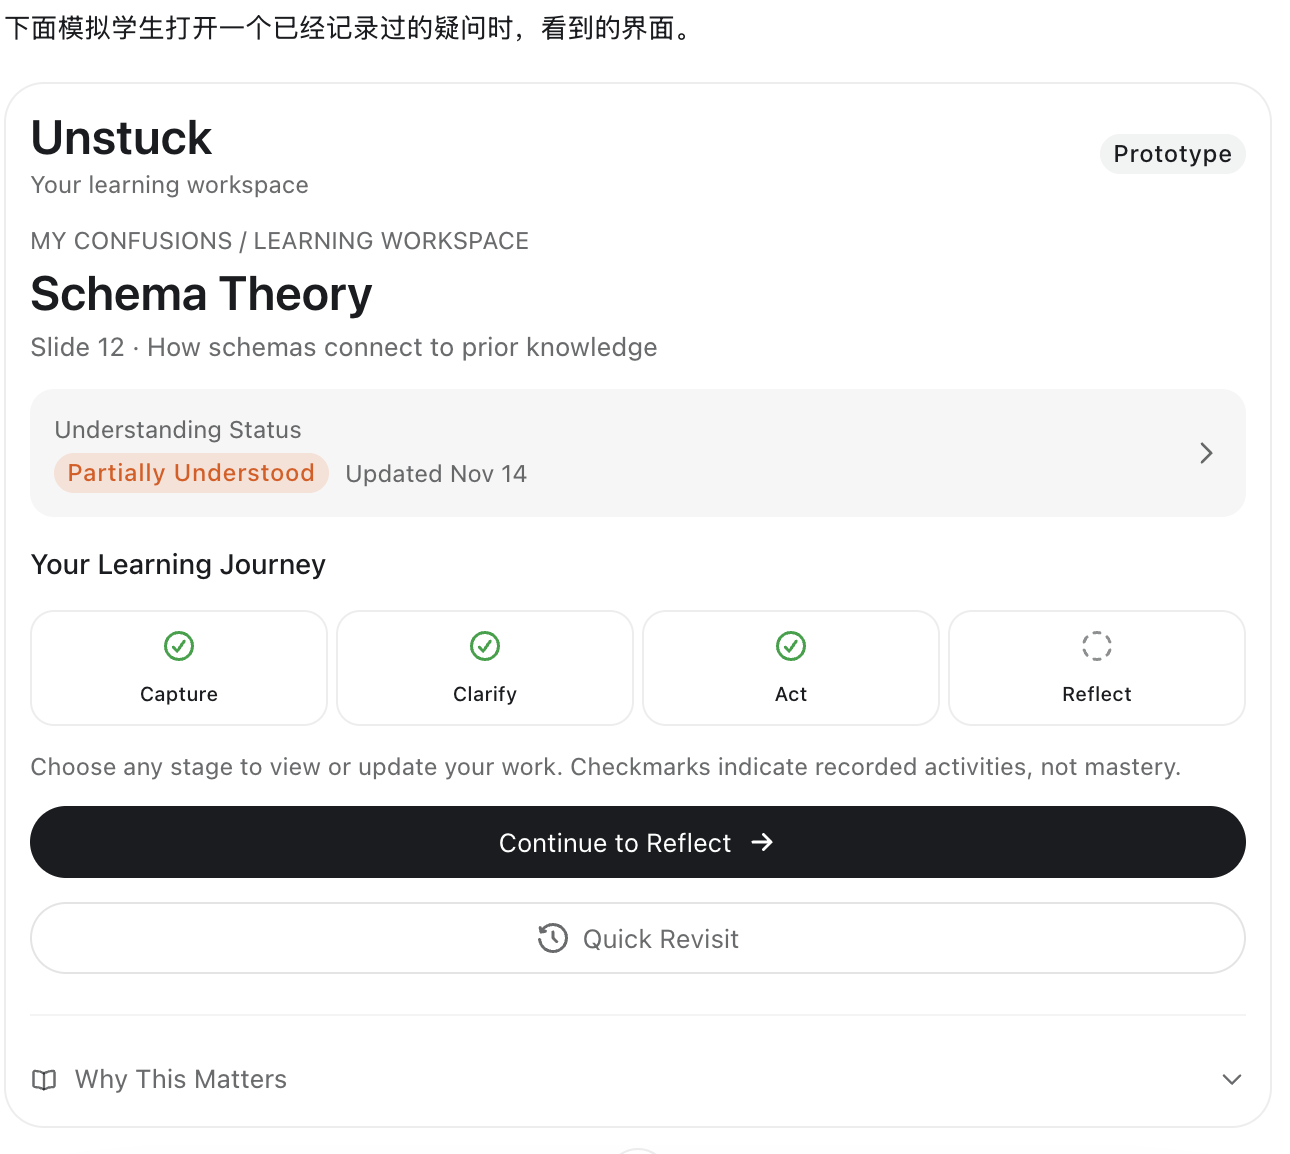 下面模拟学生打开一个已经记录过的疑问时，看到的界面。
Unstuck
Prototype
Your learning workspace
MY CONFUSIONS / LEARNING WORKSPACE
Schema Theory
Slide 12 · How schemas connect to prior knowledge
Understanding Status
Partially Understood Updated Nov 14
Your Learning Journey
Capture
Clarify
Act
Reflect
Choose any stage to view or update your work. Checkmarks indicate recorded activities, not mastery.
Continue to Reflect →
Quick Revisit
Why This Matters